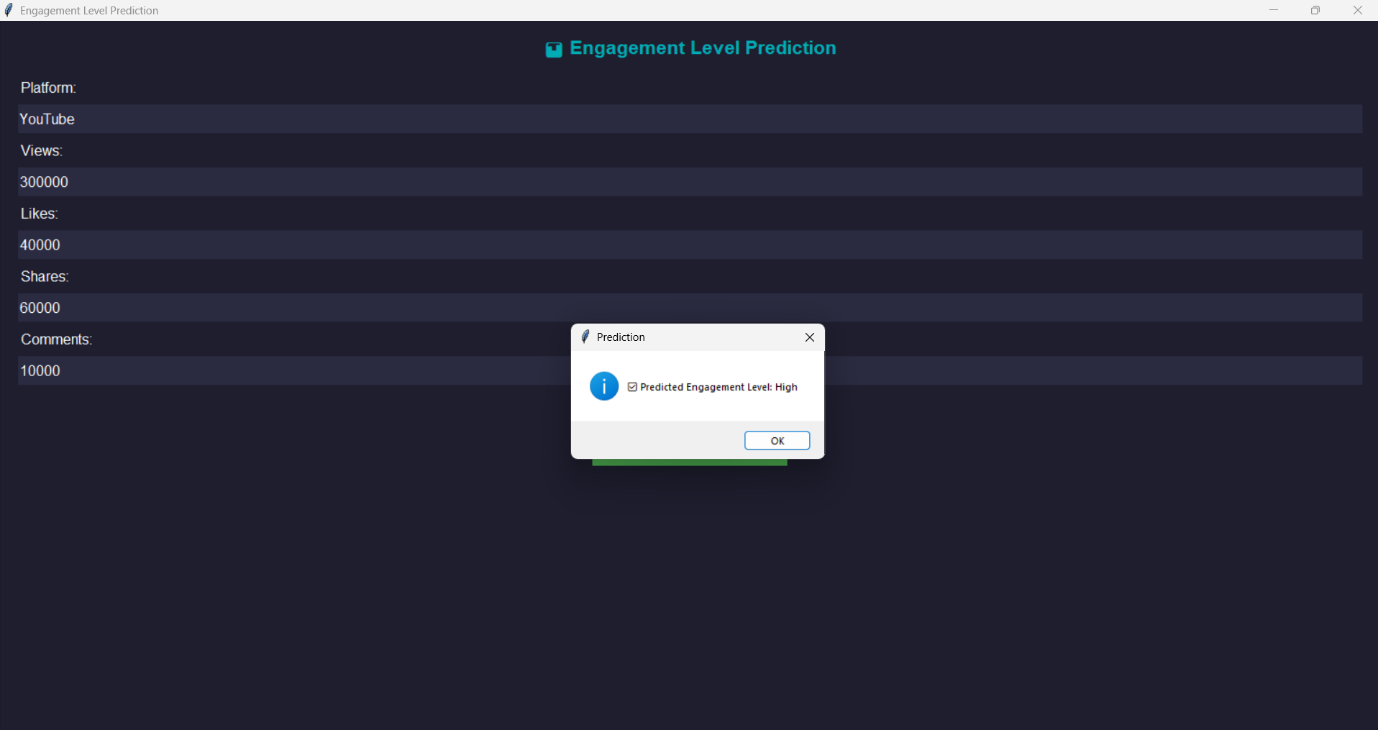 Engagement Level Prediction
Engagement Level Prediction
Platform:
YouTube
Views:
300000
Likes:
40000
Shares:
60000
Comments:
10000
Prediction
☑ Predicted Engagement Level: High
OK